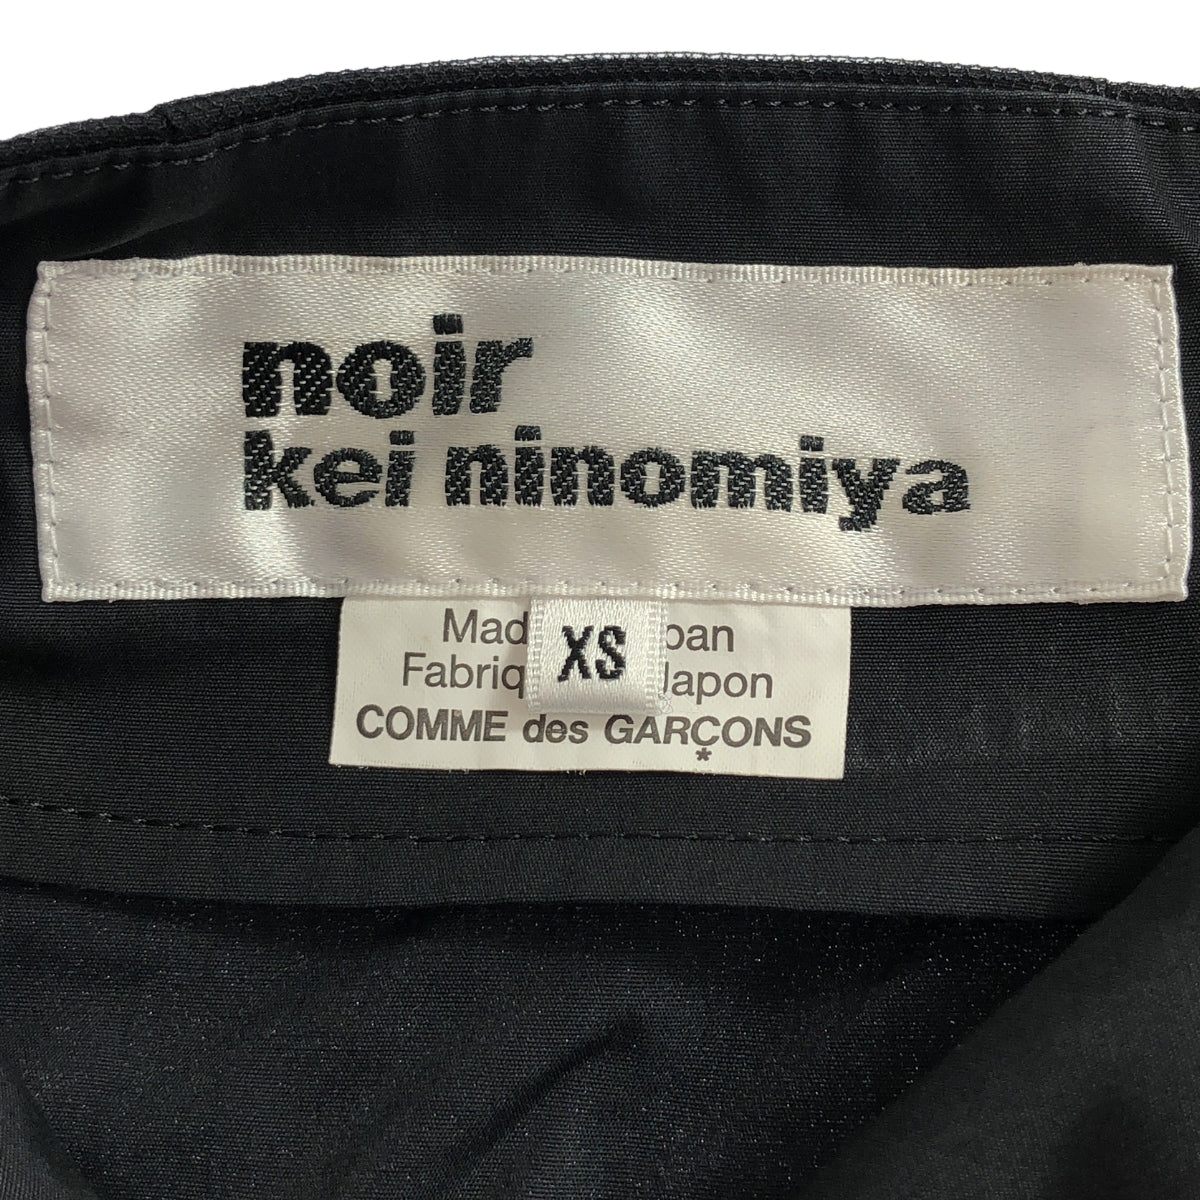 noir
kei ninomiya
XS
Mad pan
Fabriq Japon
COMME des GARÇONS
*